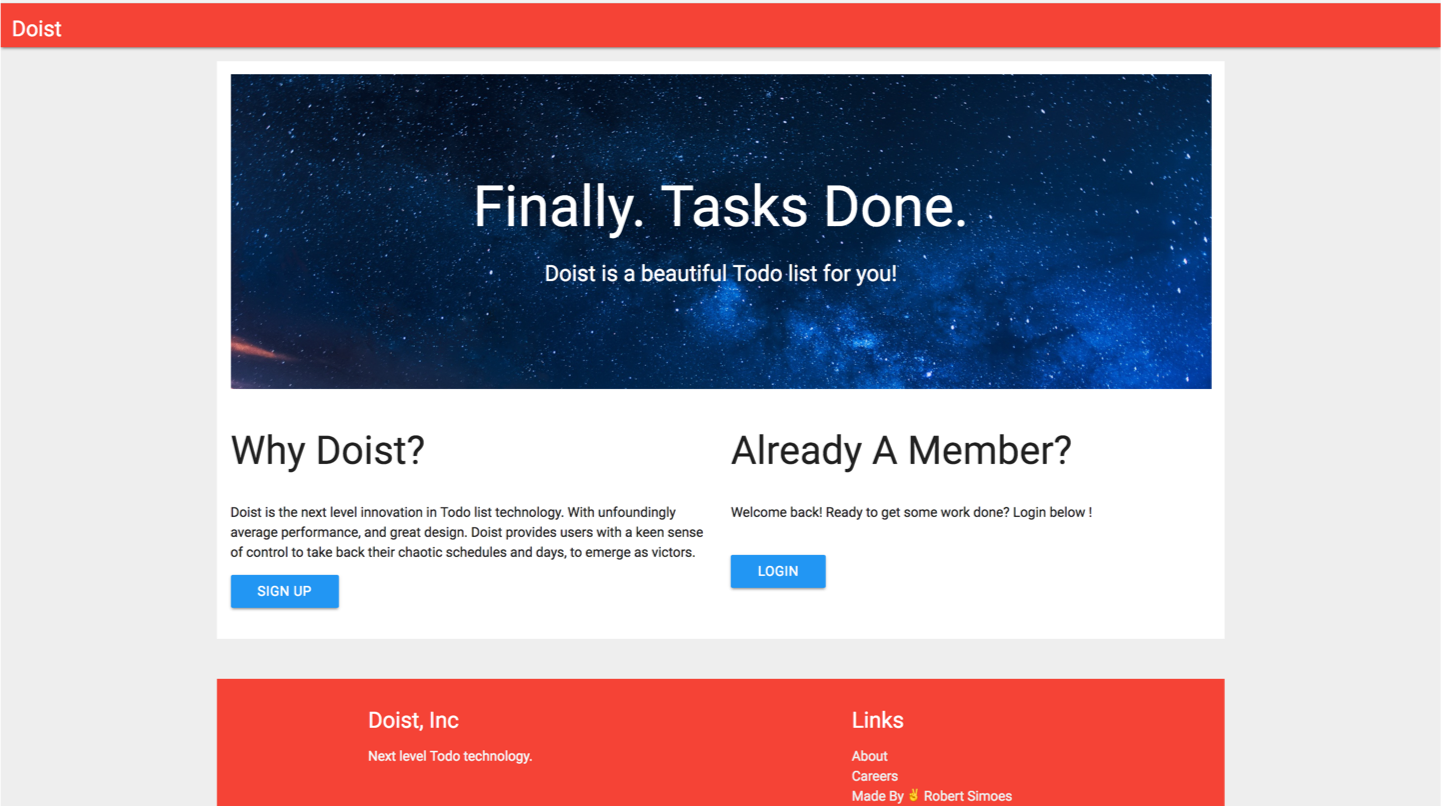 Doist
Finally. Tasks Done.
Doist is a beautiful Todo list for you!
Why Doist?
Doist is the next level innovation in Todo list technology. With unfoundingly
average performance, and great design. Doist provides users with a keen sense
of control to take back their chaotic schedules and days, to emerge as victors.
SIGN UP
Already A Member?
Welcome back! Ready to get some work done? Login below !
LOGIN
Doist, Inc
Next level Todo technology.
Links
About
Careers
Made By ✌ Robert Simoes